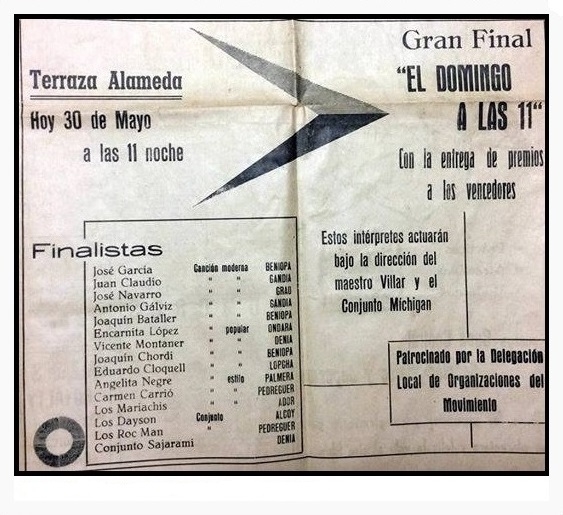 Terraza Alameda
Hoy 30 de Mayo
a las 11 noche
Gran Final
"EL DOMINGO
A LAS 11"
Con la entrega de premios
a los vencedores
Estos intérpretes actuarán
bajo la dirección del
maestro Villar y el
Conjunto Michigan
Patrocinado por la Delegación
Local de Organizaciones del
Movimiento
Finalistas
José García Canción moderna BENIOPA
Juan Claudio " " GANDIA
José Navarro " " GRAO
Antonio Gálviz " " GANDIA
Joaquín Bataller " " BENIOPA
Encarnita López " popular ONDARA
Vicente Montaner " " DENIA
Joaquín Chordi " " BENIOPA
Eduardo Cloquell " " LOPCHA
Angelita Negre " estilo PALMERA
Carmen Carrió " " PEDREGUER
Los Mariachis " " ADOR
Los Dayson Conjunto ALCOY
Los Roc Man " PEDREGUER
Conjunto Sajarami DENIA